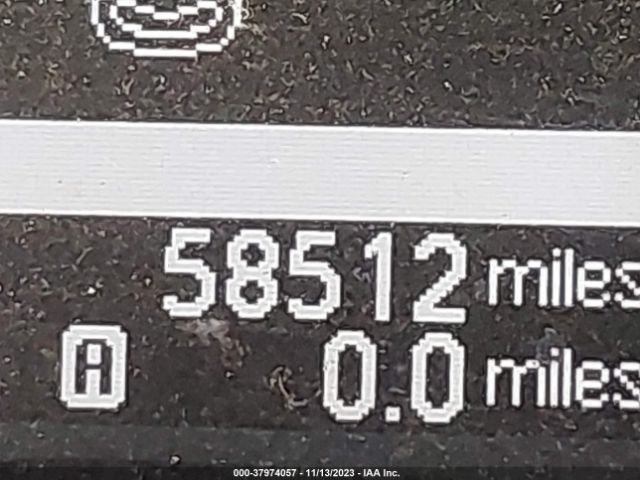 58512 miles
A 0.0 miles
000-37974057 - 11/13/2023 - IAA Inc.